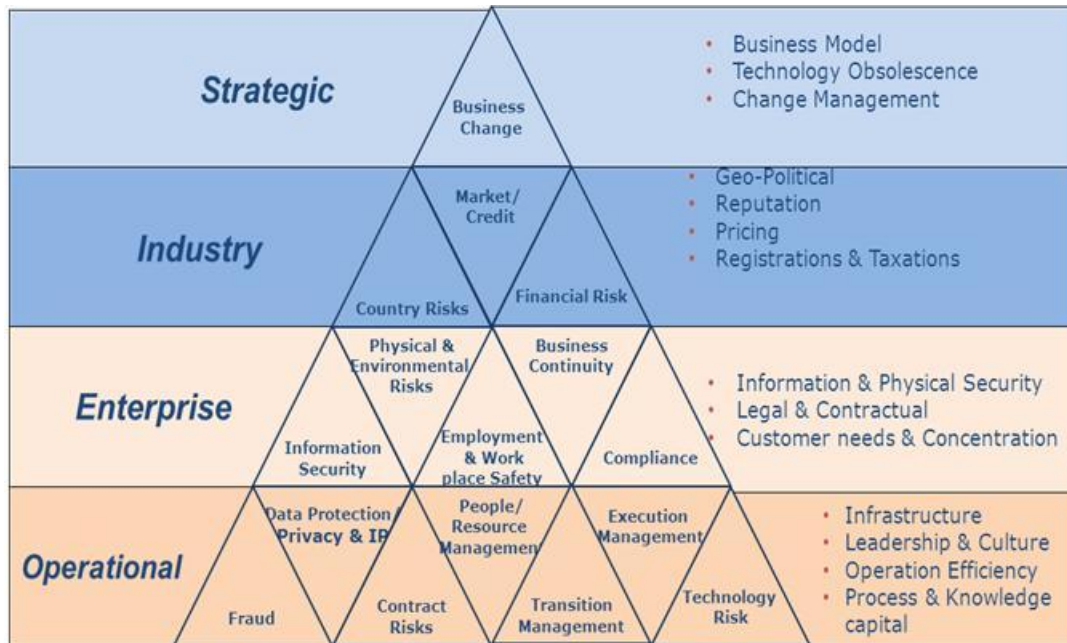 Strategic
Business
Change
• Business Model
• Technology Obsolescence
• Change Management
Industry
Market/
Credit
Country Risks
Financial Risk
• Geo-Political
• Reputation
• Pricing
• Registrations & Taxations
Enterprise
Physical &
Environmental
Risks
Business
Continuity
Information
Security
Employment
& Work
place Safety
Compliance
• Information & Physical Security
• Legal & Contractual
• Customer needs & Concentration
Operational
Data Protection/
Privacy & IP
People/
Resource
Managemen
Execution
Management
Fraud
Contract
Risks
Transition
Management
Technology
Risk
• Infrastructure
• Leadership & Culture
• Operation Efficiency
• Process & Knowledge
capital